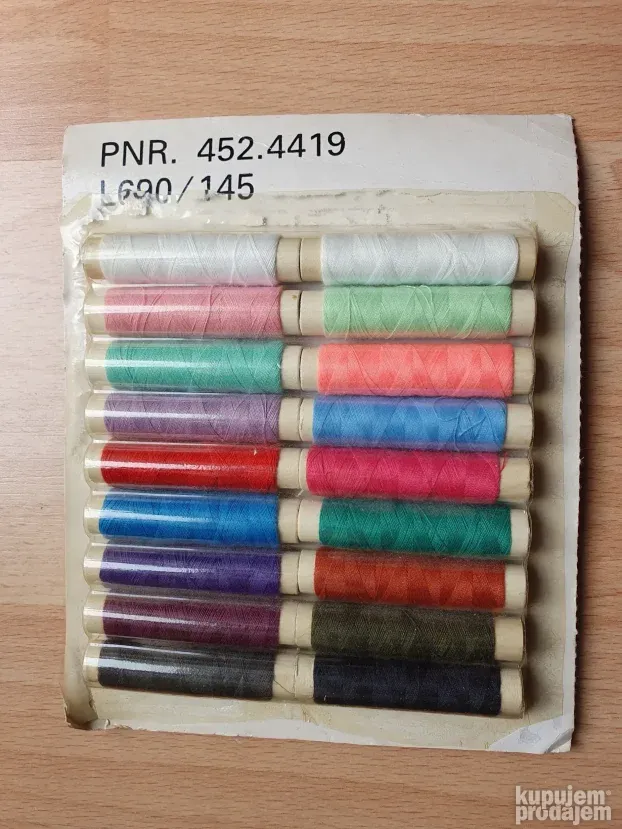 PNR. 452.4419
L690/145
kupujem
prodajem